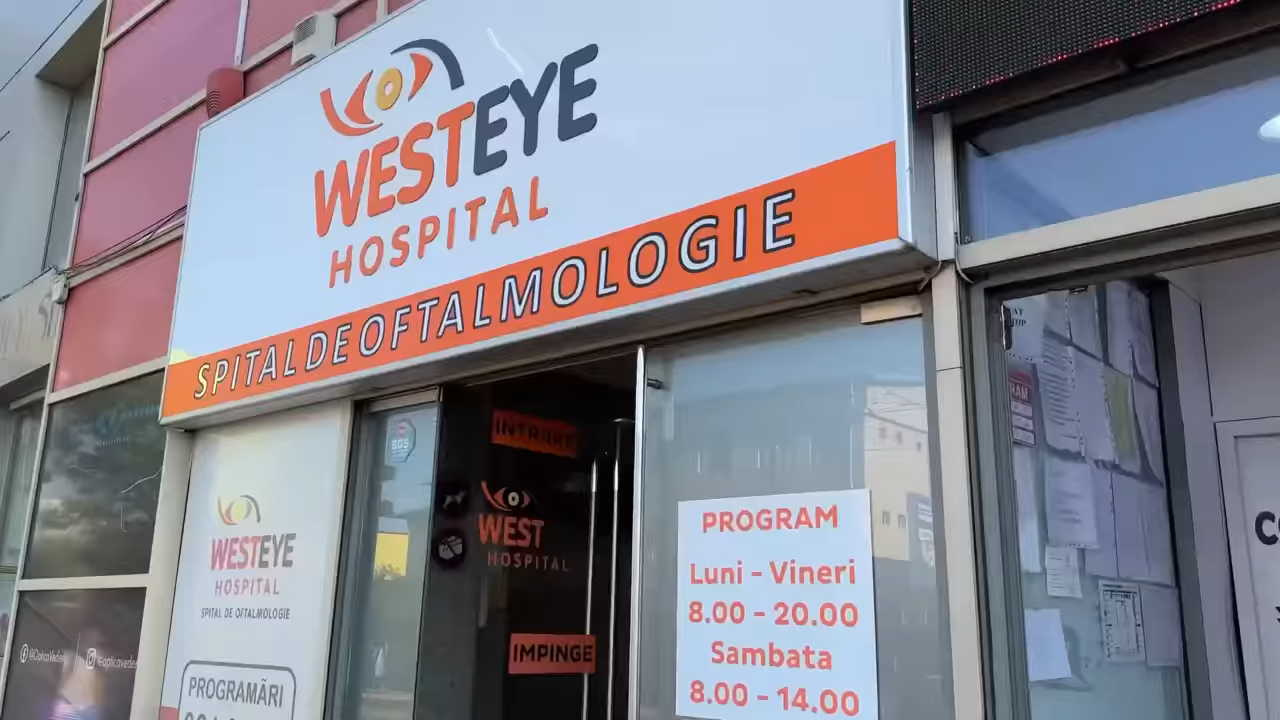 WESTEYE
HOSPITAL
SPITAL DE OFTALMOLOGIE
INTRARE
WEST
HOSPITAL
IMPINGE
WESTEYE
HOSPITAL
SPITAL DE OFTALMOLOGIE
PROGRAMĂRI
PROGRAM
Luni - Vineri
8.00 - 20.00
Sambata
8.00 - 14.00